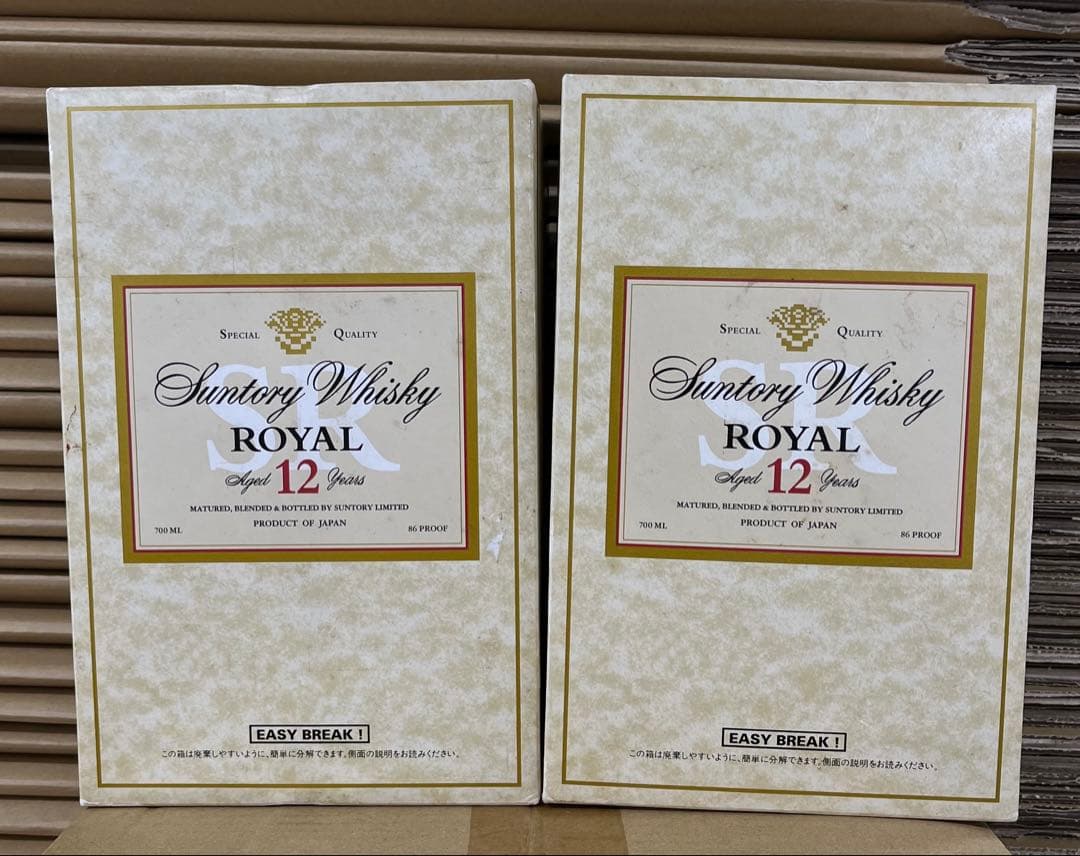 SPECIAL QUALITY
SR
Suntory Whisky
ROYAL
Aged 12 Years
MATURED, BLENDED & BOTTLED BY SUNTORY LIMITED
PRODUCT OF JAPAN
700 ML 86 PROOF
EASY BREAK !
この箱は廃棄しやすいように、簡単に分解できます。側面の説明をお読みください。
SPECIAL QUALITY
SR
Suntory Whisky
ROYAL
Aged 12 Years
MATURED, BLENDED & BOTTLED BY SUNTORY LIMITED
PRODUCT OF JAPAN
700 ML 86 PROOF
EASY BREAK !
この箱は廃棄しやすいように、簡単に分解できます。側面の説明をお読みください。